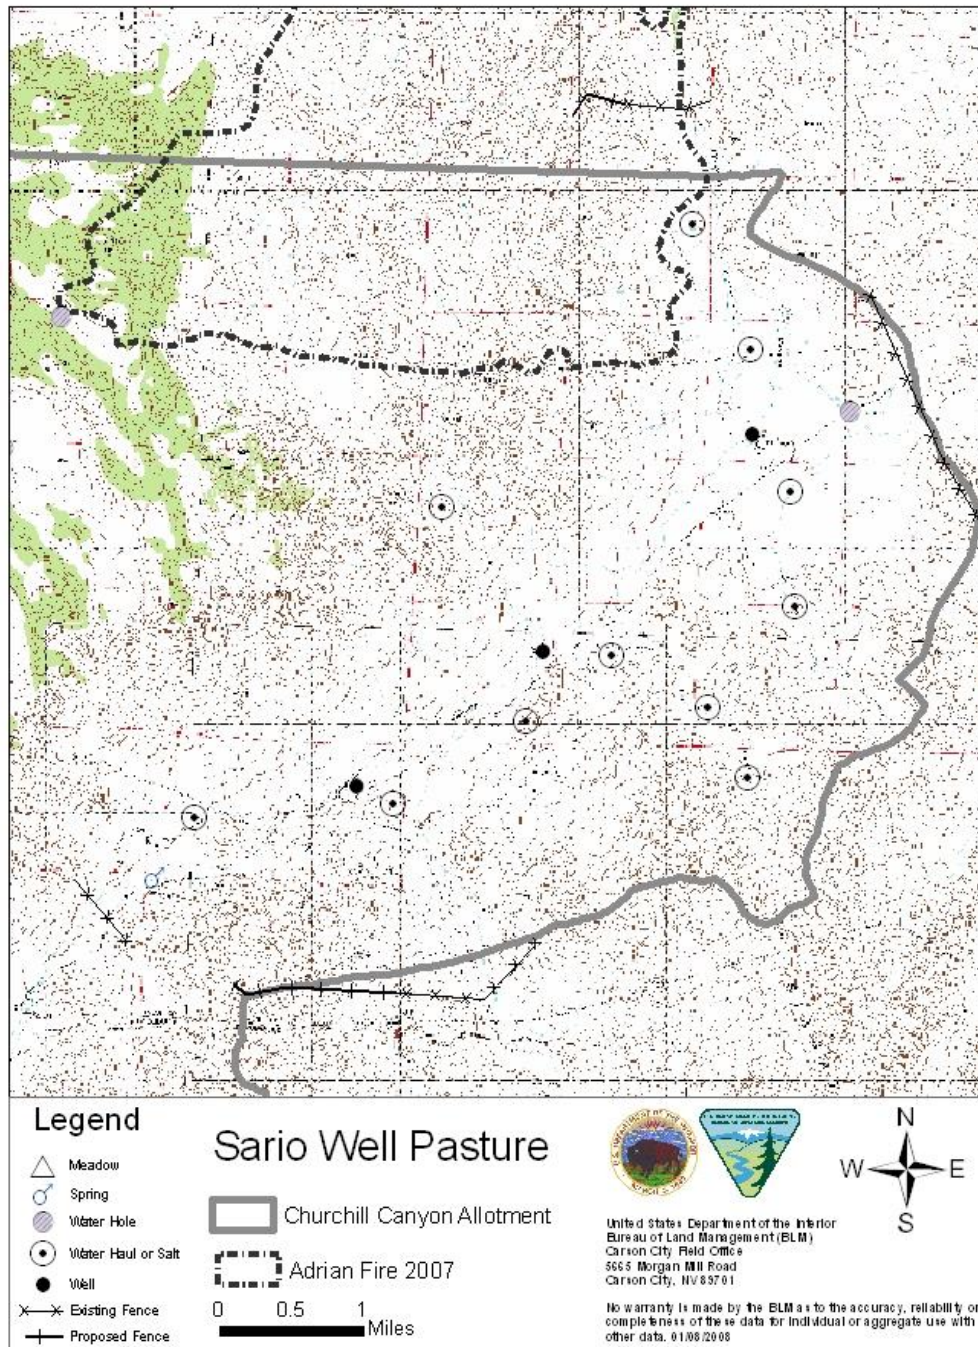 Legend
Meadow
Spring
Water Hole
Water Haul or Salt
Well
Existing Fence
Proposed Fence
Sario Well Pasture
Churchill Canyon Allotment
Adrian Fire 2007
0 0.5 1
Miles
United States Department of the Interior
Bureau of Land Management (BLM)
Carson City Field Office
5665 Morgan Mill Road
Carson City, NV 89701
No warranty is made by the BLM as to the accuracy, reliability or
completeness of these data for individual or aggregate use with
other data. 01/08/2008
N
W E
S